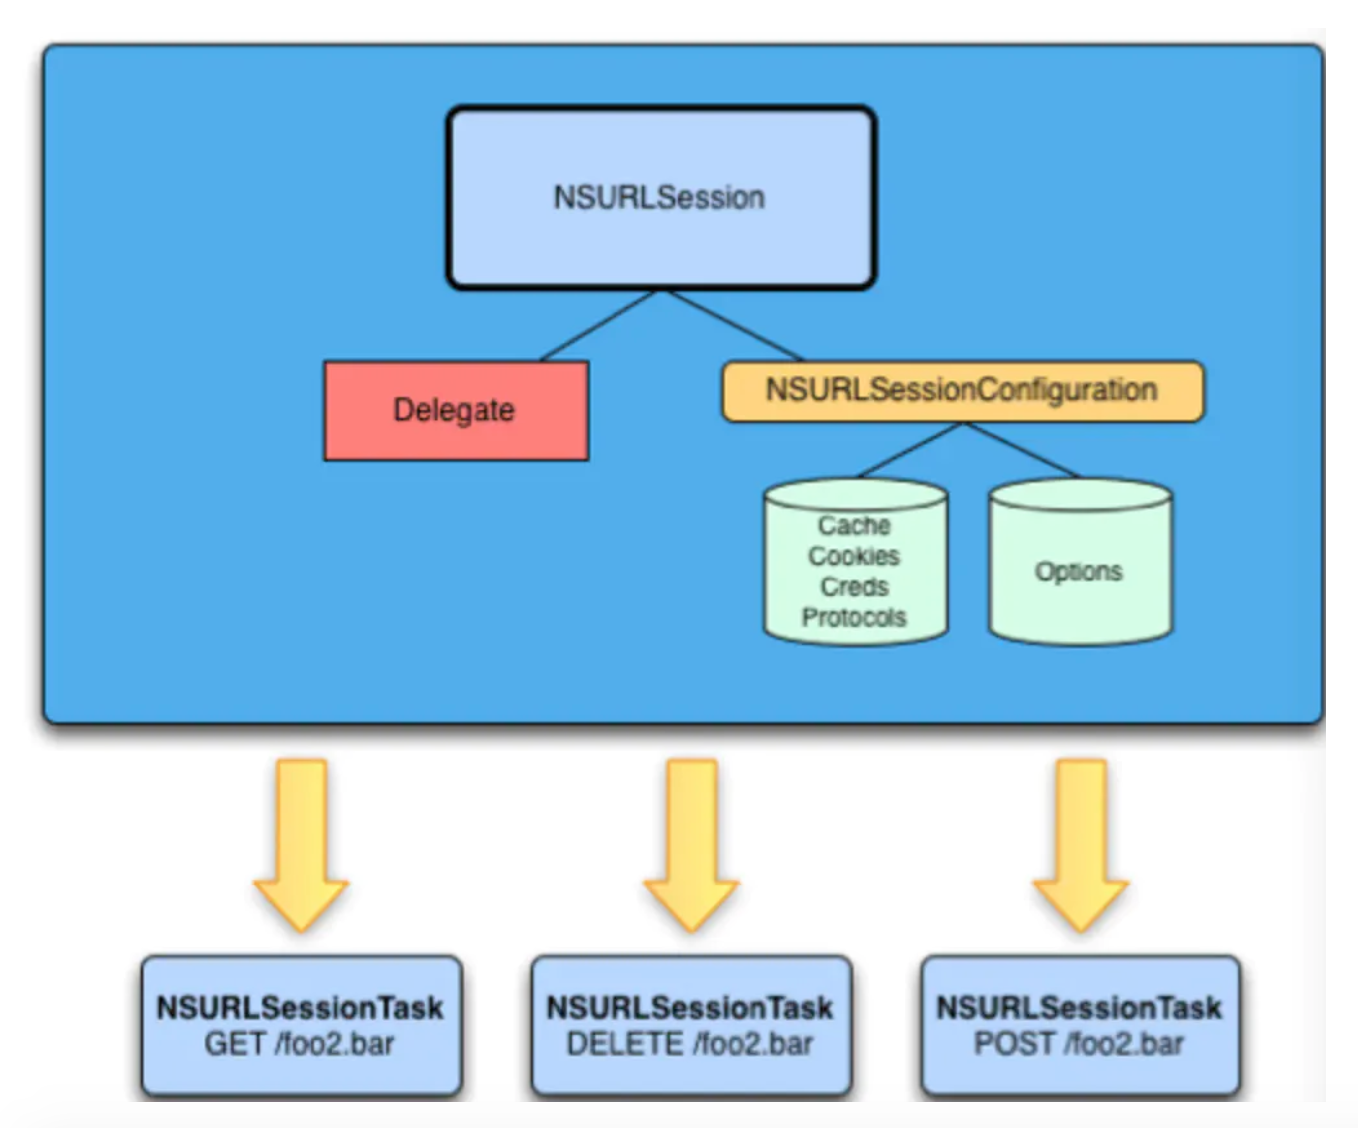 NSURLSession
Delegate
NSURLSessionConfiguration
Cache
Cookies
Creds
Protocols
Options
NSURLSessionTask
GET /foo2.bar
NSURLSessionTask
DELETE /foo2.bar
NSURLSessionTask
POST /foo2.bar